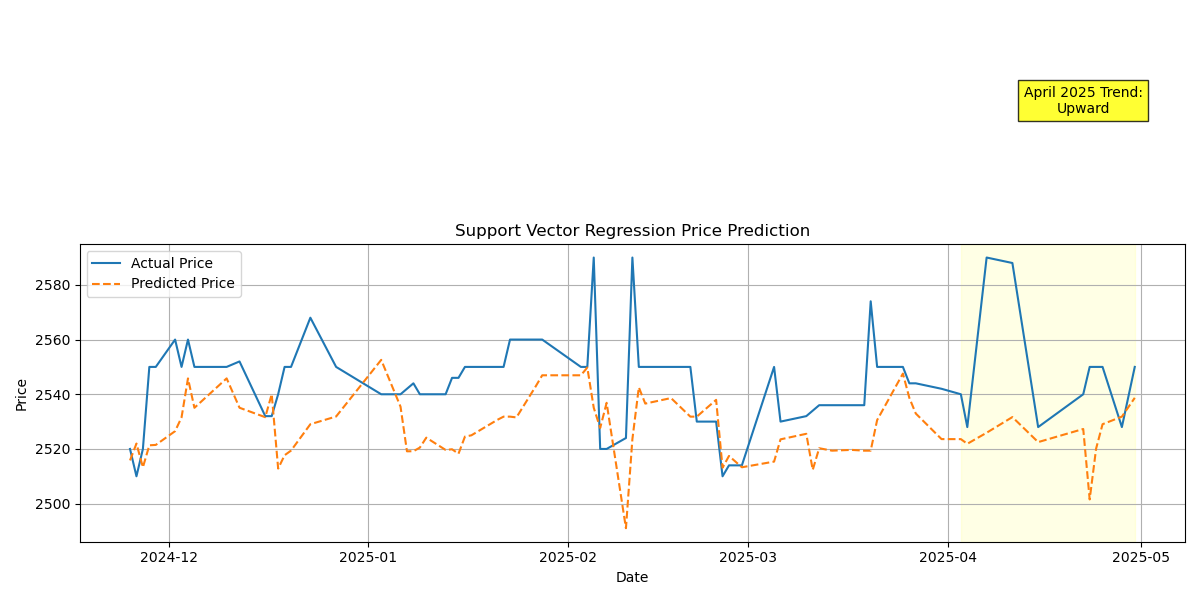 April 2025 Trend:
Upward
Support Vector Regression Price Prediction
Actual Price
Predicted Price
Price
2580
2560
2540
2520
2500
2024-12
2025-01
2025-02
2025-03
2025-04
2025-05
Date